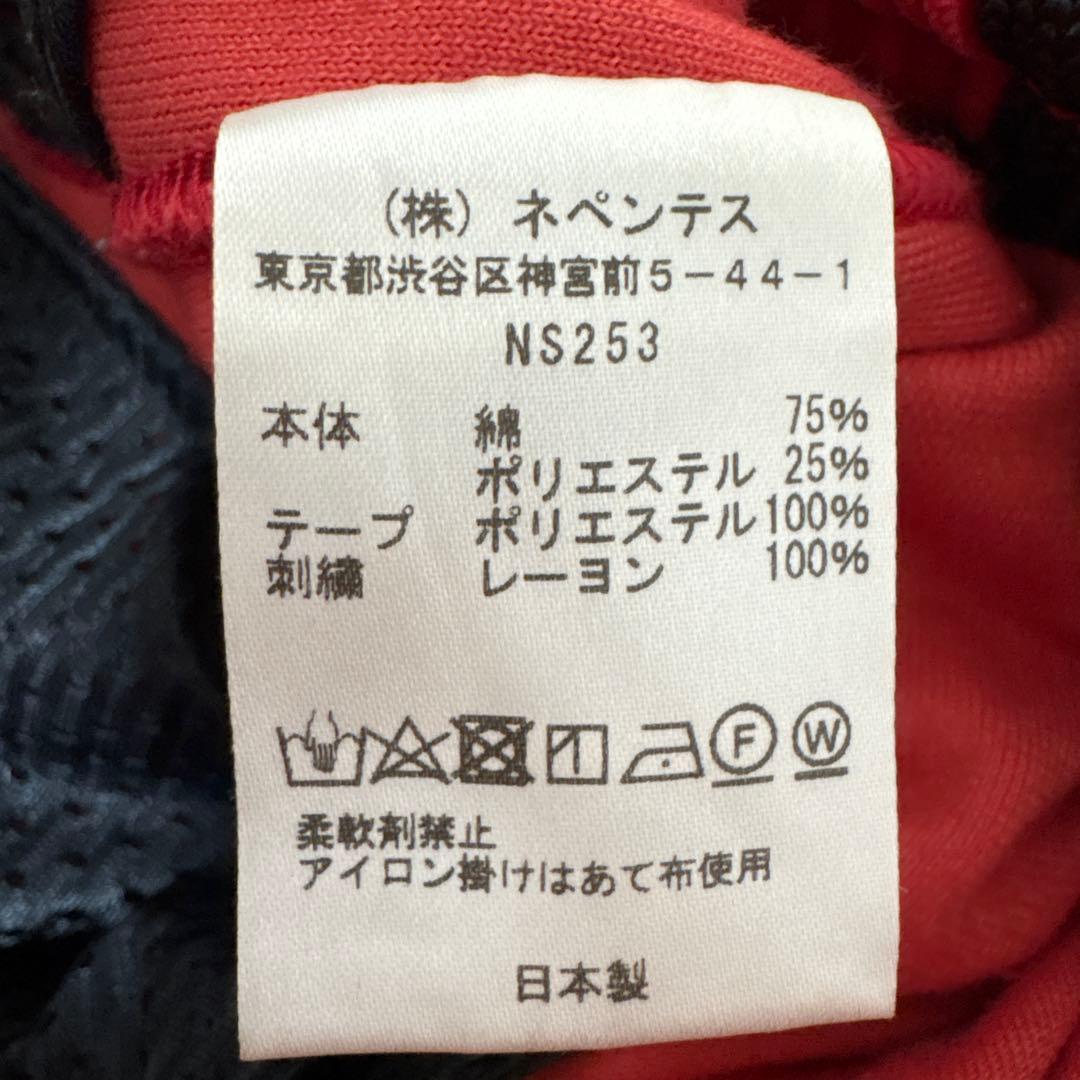 (株) ネペンテス
東京都渋谷区神宮前5-44-1
NS253
本体 綿 75%
ポリエステル 25%
テープ ポリエステル 100%
刺繍 レーヨン 100%
F W
柔軟剤禁止
アイロン掛けはあて布使用
日本製